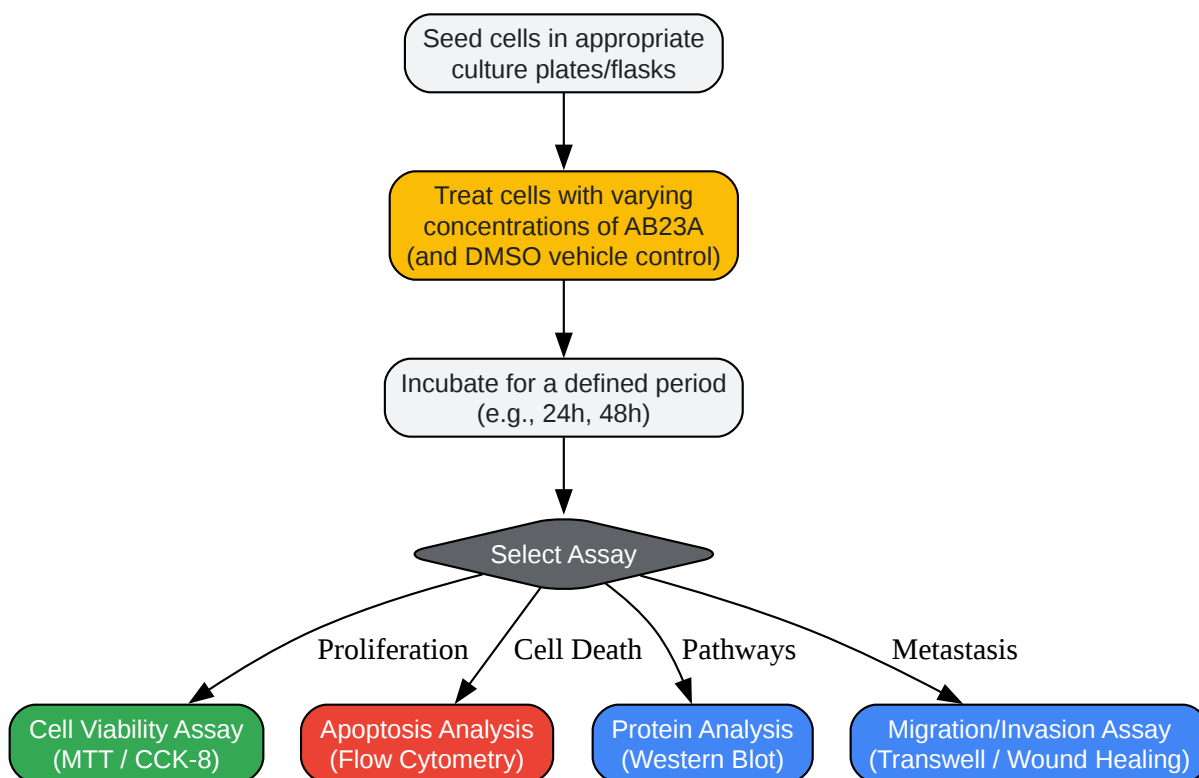 Seed cells in appropriate
culture plates/flasks
Treat cells with varying
concentrations of AB23A
(and DMSO vehicle control)
Incubate for a defined period
(e.g., 24h, 48h)
Select Assay
Proliferation
Cell Death
Pathways
Metastasis
Cell Viability Assay
(MTT / CCK-8)
Apoptosis Analysis
(Flow Cytometry)
Protein Analysis
(Western Blot)
Migration/Invasion Assay
(Transwell / Wound Healing)